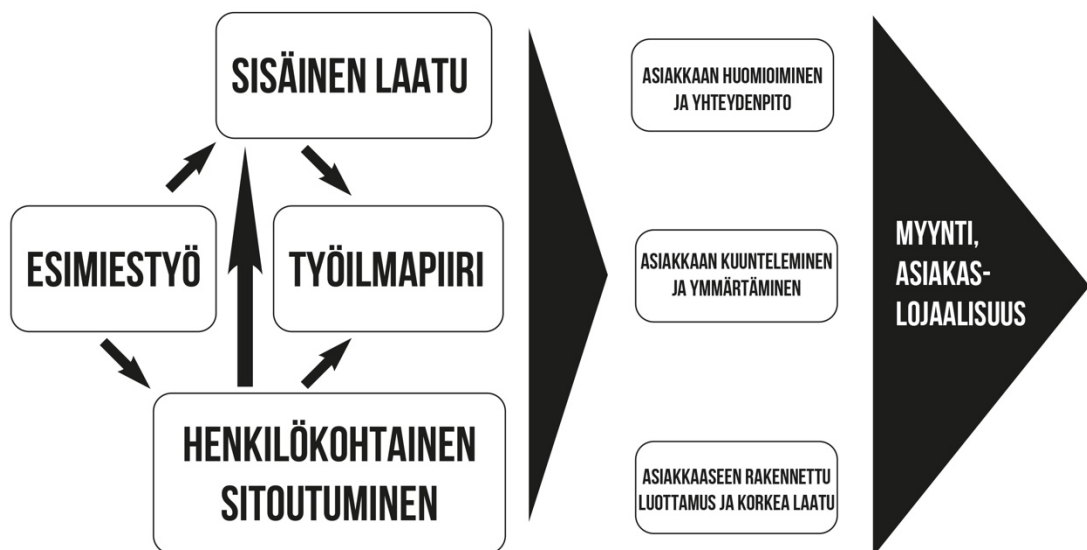 SISÄINEN LAATU
ESIMIESTYÖ
TYÖILMAPIIRI
HENKILÖKOHTAINEN
SITOUTUMINEN
ASIAKKAAN HUOMIOIMINEN
JA YHTEYDENPITO
ASIAKKAAN KUUNTELEMINEN
JA YMMÄRTÄMINEN
ASIAKKAASEEN RAKENNETTU
LUOTTAMUS JA KORKEA LAATU
MYYNTI,
ASIAKAS-
LOJAALISUUS